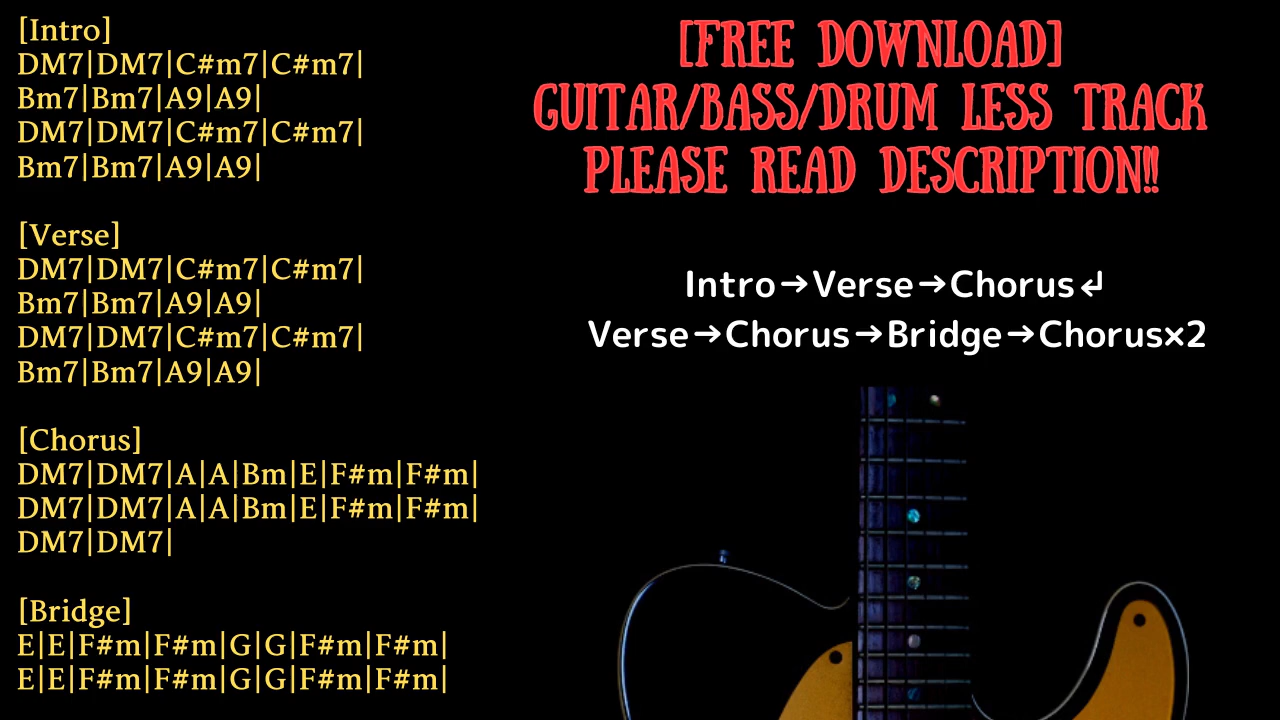 [Intro]
DM7|DM7|C#m7|C#m7|
Bm7|Bm7|A9|A9|
DM7|DM7|C#m7|C#m7|
Bm7|Bm7|A9|A9|
[Verse]
DM7|DM7|C#m7|C#m7|
Bm7|Bm7|A9|A9|
DM7|DM7|C#m7|C#m7|
Bm7|Bm7|A9|A9|
[Chorus]
DM7|DM7|A|A|Bm|E|F#m|F#m|
DM7|DM7|A|A|Bm|E|F#m|F#m|
DM7|DM7|
[Bridge]
E|E|F#m|F#m|G|G|F#m|F#m|
E|E|F#m|F#m|G|G|F#m|F#m|
[FREE DOWNLOAD]
GUITAR/BASS/DRUM LESS TRACK
PLEASE READ DESCRIPTION!!
Intro→Verse→Chorus↲
Verse→Chorus→Bridge→Chorus×2